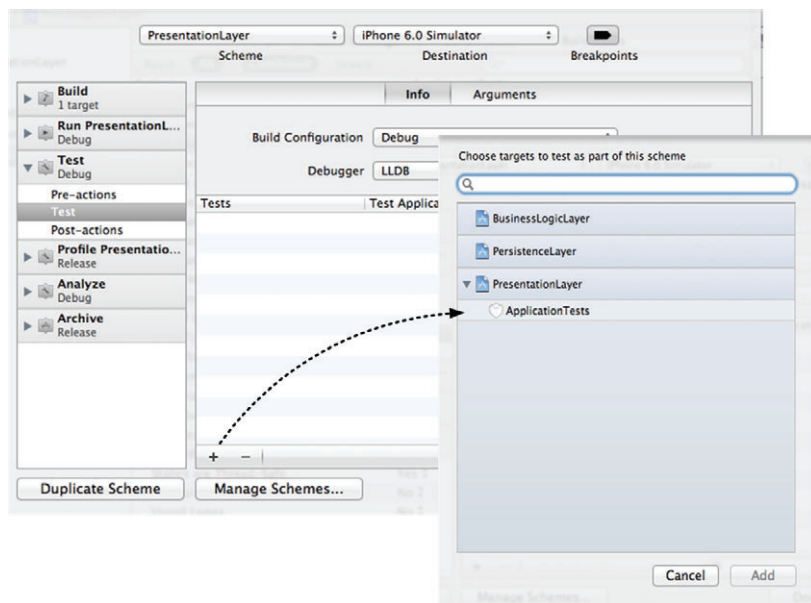 PresentationLayer
iPhone 6.0 Simulator
Scheme
Destination
Breakpoints
Build
1 target
Run PresentationL...
Debug
Test
Debug
Pre-actions
Test
Post-actions
Profile Presentatio...
Release
Analyze
Debug
Archive
Release
Info
Arguments
Build Configuration
Debug
Debugger
LLDB
Tests
Test Applica
+
−
Duplicate Scheme
Manage Schemes...
Choose targets to test as part of this scheme
BusinessLogicLayer
PersistenceLayer
PresentationLayer
ApplicationTests
Cancel
Add
Manage Schemes...